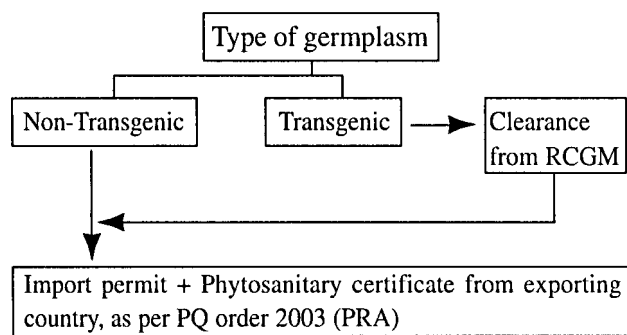 Type of germplasm
Non-Transgenic
Transgenic
Clearance
from RCGM
Import permit + Phytosanitary certificate from exporting
country, as per PQ order 2003 (PRA)